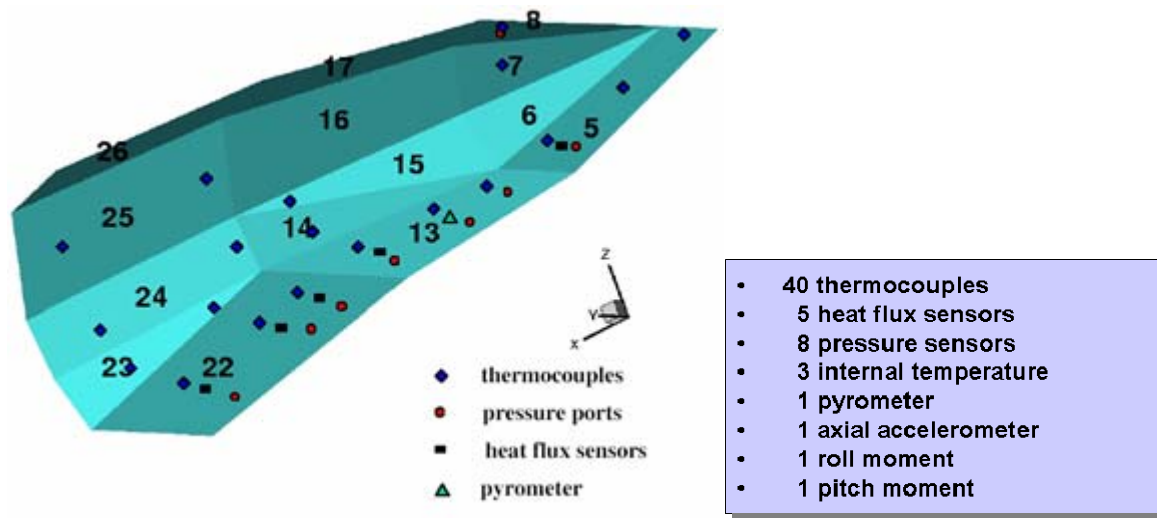 8
17
7
16
6
5
26
15
25
14
13
24
23
22
Z
Y
X
thermocouples
pressure ports
heat flux sensors
pyrometer
• 40 thermocouples
• 5 heat flux sensors
• 8 pressure sensors
• 3 internal temperature
• 1 pyrometer
• 1 axial accelerometer
• 1 roll moment
• 1 pitch moment